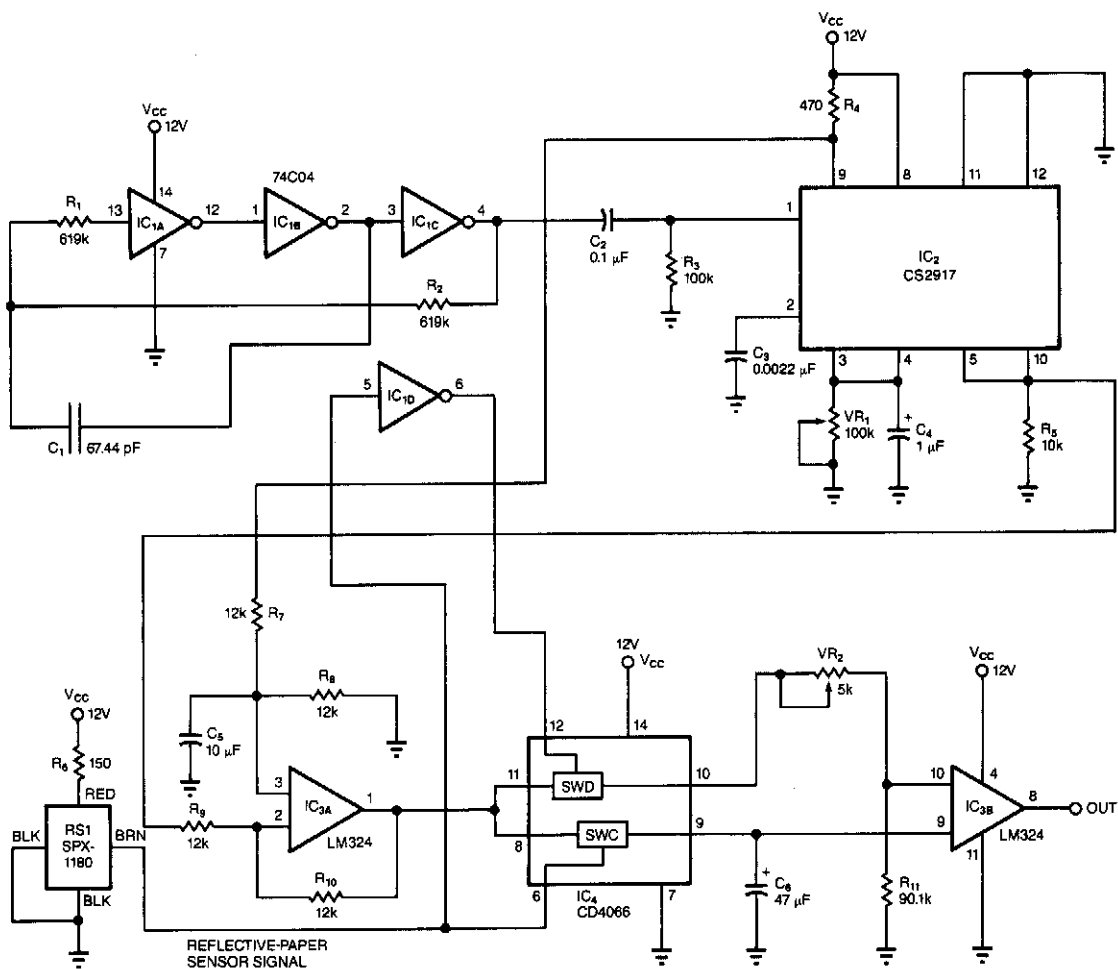 VCC
12V
470
R4
VCC
12V
9
8
11
12
74C04
R1
13
14
12
1
2
3
4
1
IC1A
IC1B
IC1C
619k
7
C2
0.1 µF
R3
100k
IC2
CS2917
R2
619k
2
C3
0.0022 µF
3
4
5
10
5
6
IC1D
VR1
100k
+
C4
1 µF
R5
10k
C1
67.44 pF
12k
R7
12V
VCC
VR2
5k
VCC
12V
R8
12k
VCC
12V
C5
10 µF
12
14
R6
150
3
11
SWD
10
10
4
RED
IC3A
1
IC3B
8
OUT
BLK
RS1
SPX-
1180
BRN
R9
12k
2
LM324
8
SWC
9
9
LM324
11
BLK
R10
12k
6
7
+
C6
47 µF
R11
90.1k
IC4
CD4066
REFLECTIVE-PAPER
SENSOR SIGNAL